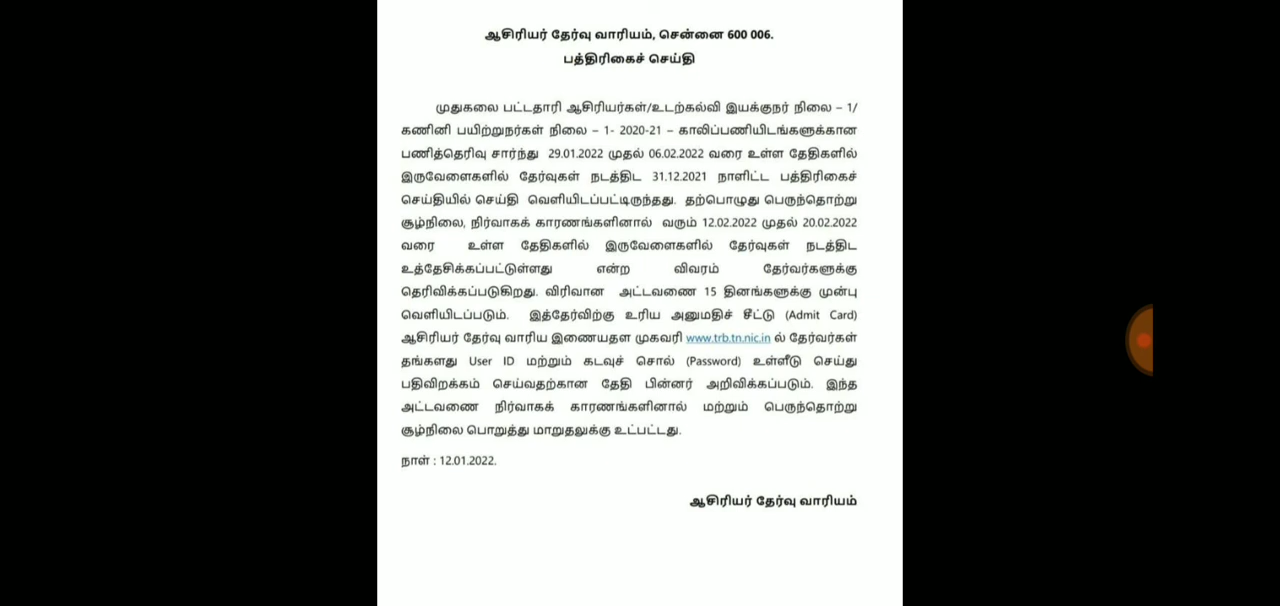 ஆசிரியர் தேர்வு வாரியம், சென்னை 600 006.
பத்திரிகைச் செய்தி
முதுகலை பட்டதாரி ஆசிரியர்கள்/உடற்கல்வி இயக்குநர் நிலை – 1/
கணினி பயிற்றுநர்கள் நிலை – 1- 2020-21 – காலிப்பணியிடங்களுக்கான
பணித்தெரிவு சார்ந்து 29.01.2022 முதல் 06.02.2022 வரை உள்ள தேதிகளில்
இருவேளைகளில் தேர்வுகள் நடத்திட 31.12.2021 நாளிட்ட பத்திரிகைச்
செய்தியில் செய்தி வெளியிடப்பட்டிருந்தது. தற்பொழுது பெருந்தொற்று
சூழ்நிலை, நிர்வாகக் காரணங்களினால் வரும் 12.02.2022 முதல் 20.02.2022
வரை உள்ள தேதிகளில் இருவேளைகளில் தேர்வுகள் நடத்திட
உத்தேசிக்கப்பட்டுள்ளது என்ற விவரம் தேர்வர்களுக்கு
தெரிவிக்கப்படுகிறது. விரிவான அட்டவணை 15 தினங்களுக்கு முன்பு
வெளியிடப்படும். இத்தேர்விற்கு உரிய அனுமதிச் சீட்டு (Admit Card)
ஆசிரியர் தேர்வு வாரிய இணையதள முகவரி www.trb.tn.nic.in ல் தேர்வர்கள்
தங்களது User ID மற்றும் கடவுச் சொல் (Password) உள்ளீடு செய்து
பதிவிறக்கம் செய்வதற்கான தேதி பின்னர் அறிவிக்கப்படும். இந்த
அட்டவணை நிர்வாகக் காரணங்களினால் மற்றும் பெருந்தொற்று
சூழ்நிலை பொறுத்து மாறுதலுக்கு உட்பட்டது.
நாள் : 12.01.2022.
ஆசிரியர் தேர்வு வாரியம்